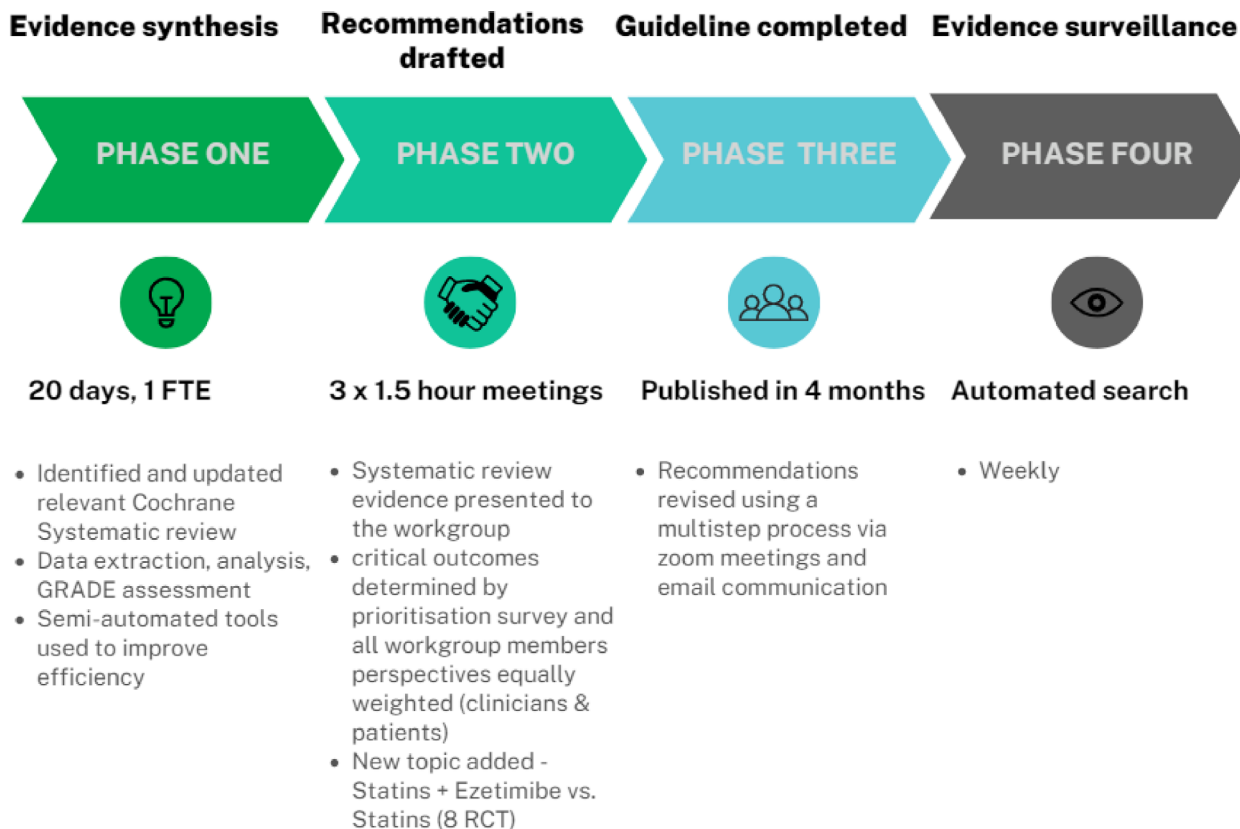 Evidence synthesis
Recommendations
drafted
Guideline completed
Evidence surveillance
PHASE ONE
PHASE TWO
PHASE THREE
PHASE FOUR
20 days, 1 FTE
• Identified and updated
relevant Cochrane
Systematic review
• Data extraction, analysis,
GRADE assessment
• Semi-automated tools
used to improve
efficiency
3 x 1.5 hour meetings
• Systematic review
evidence presented to
the workgroup
• critical outcomes
determined by
prioritisation survey and
all workgroup members
perspectives equally
weighted (clinicians &
patients)
• New topic added -
Statins + Ezetimibe vs.
Statins (8 RCT)
Published in 4 months
• Recommendations
revised using a
multistep process via
zoom meetings and
email communication
Automated search
• Weekly